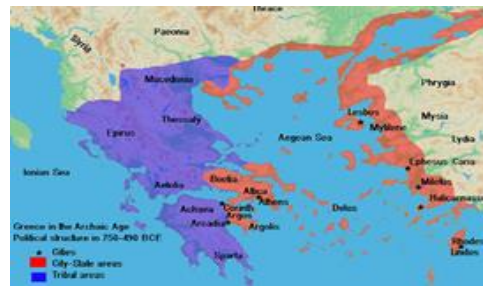 Thrace
Paeonia
Illyria
Macedonia
Phrygia
Thessaly
Lesbos
Mytilene
Mysia
Epirus
Aegean Sea
Lydia
Ionian Sea
Ephesus Caria
Aetolia
Boetia
Attica
Miletus
Athens
Achaea
Corinth
Delos
Halicarnassus
Argos
Arcadia
Argolis
Greece in the Archaic Age
Political structure in 750-490 BCE
Sparta
Rhodes
Lindos
Cities
City-State areas
Tribal areas